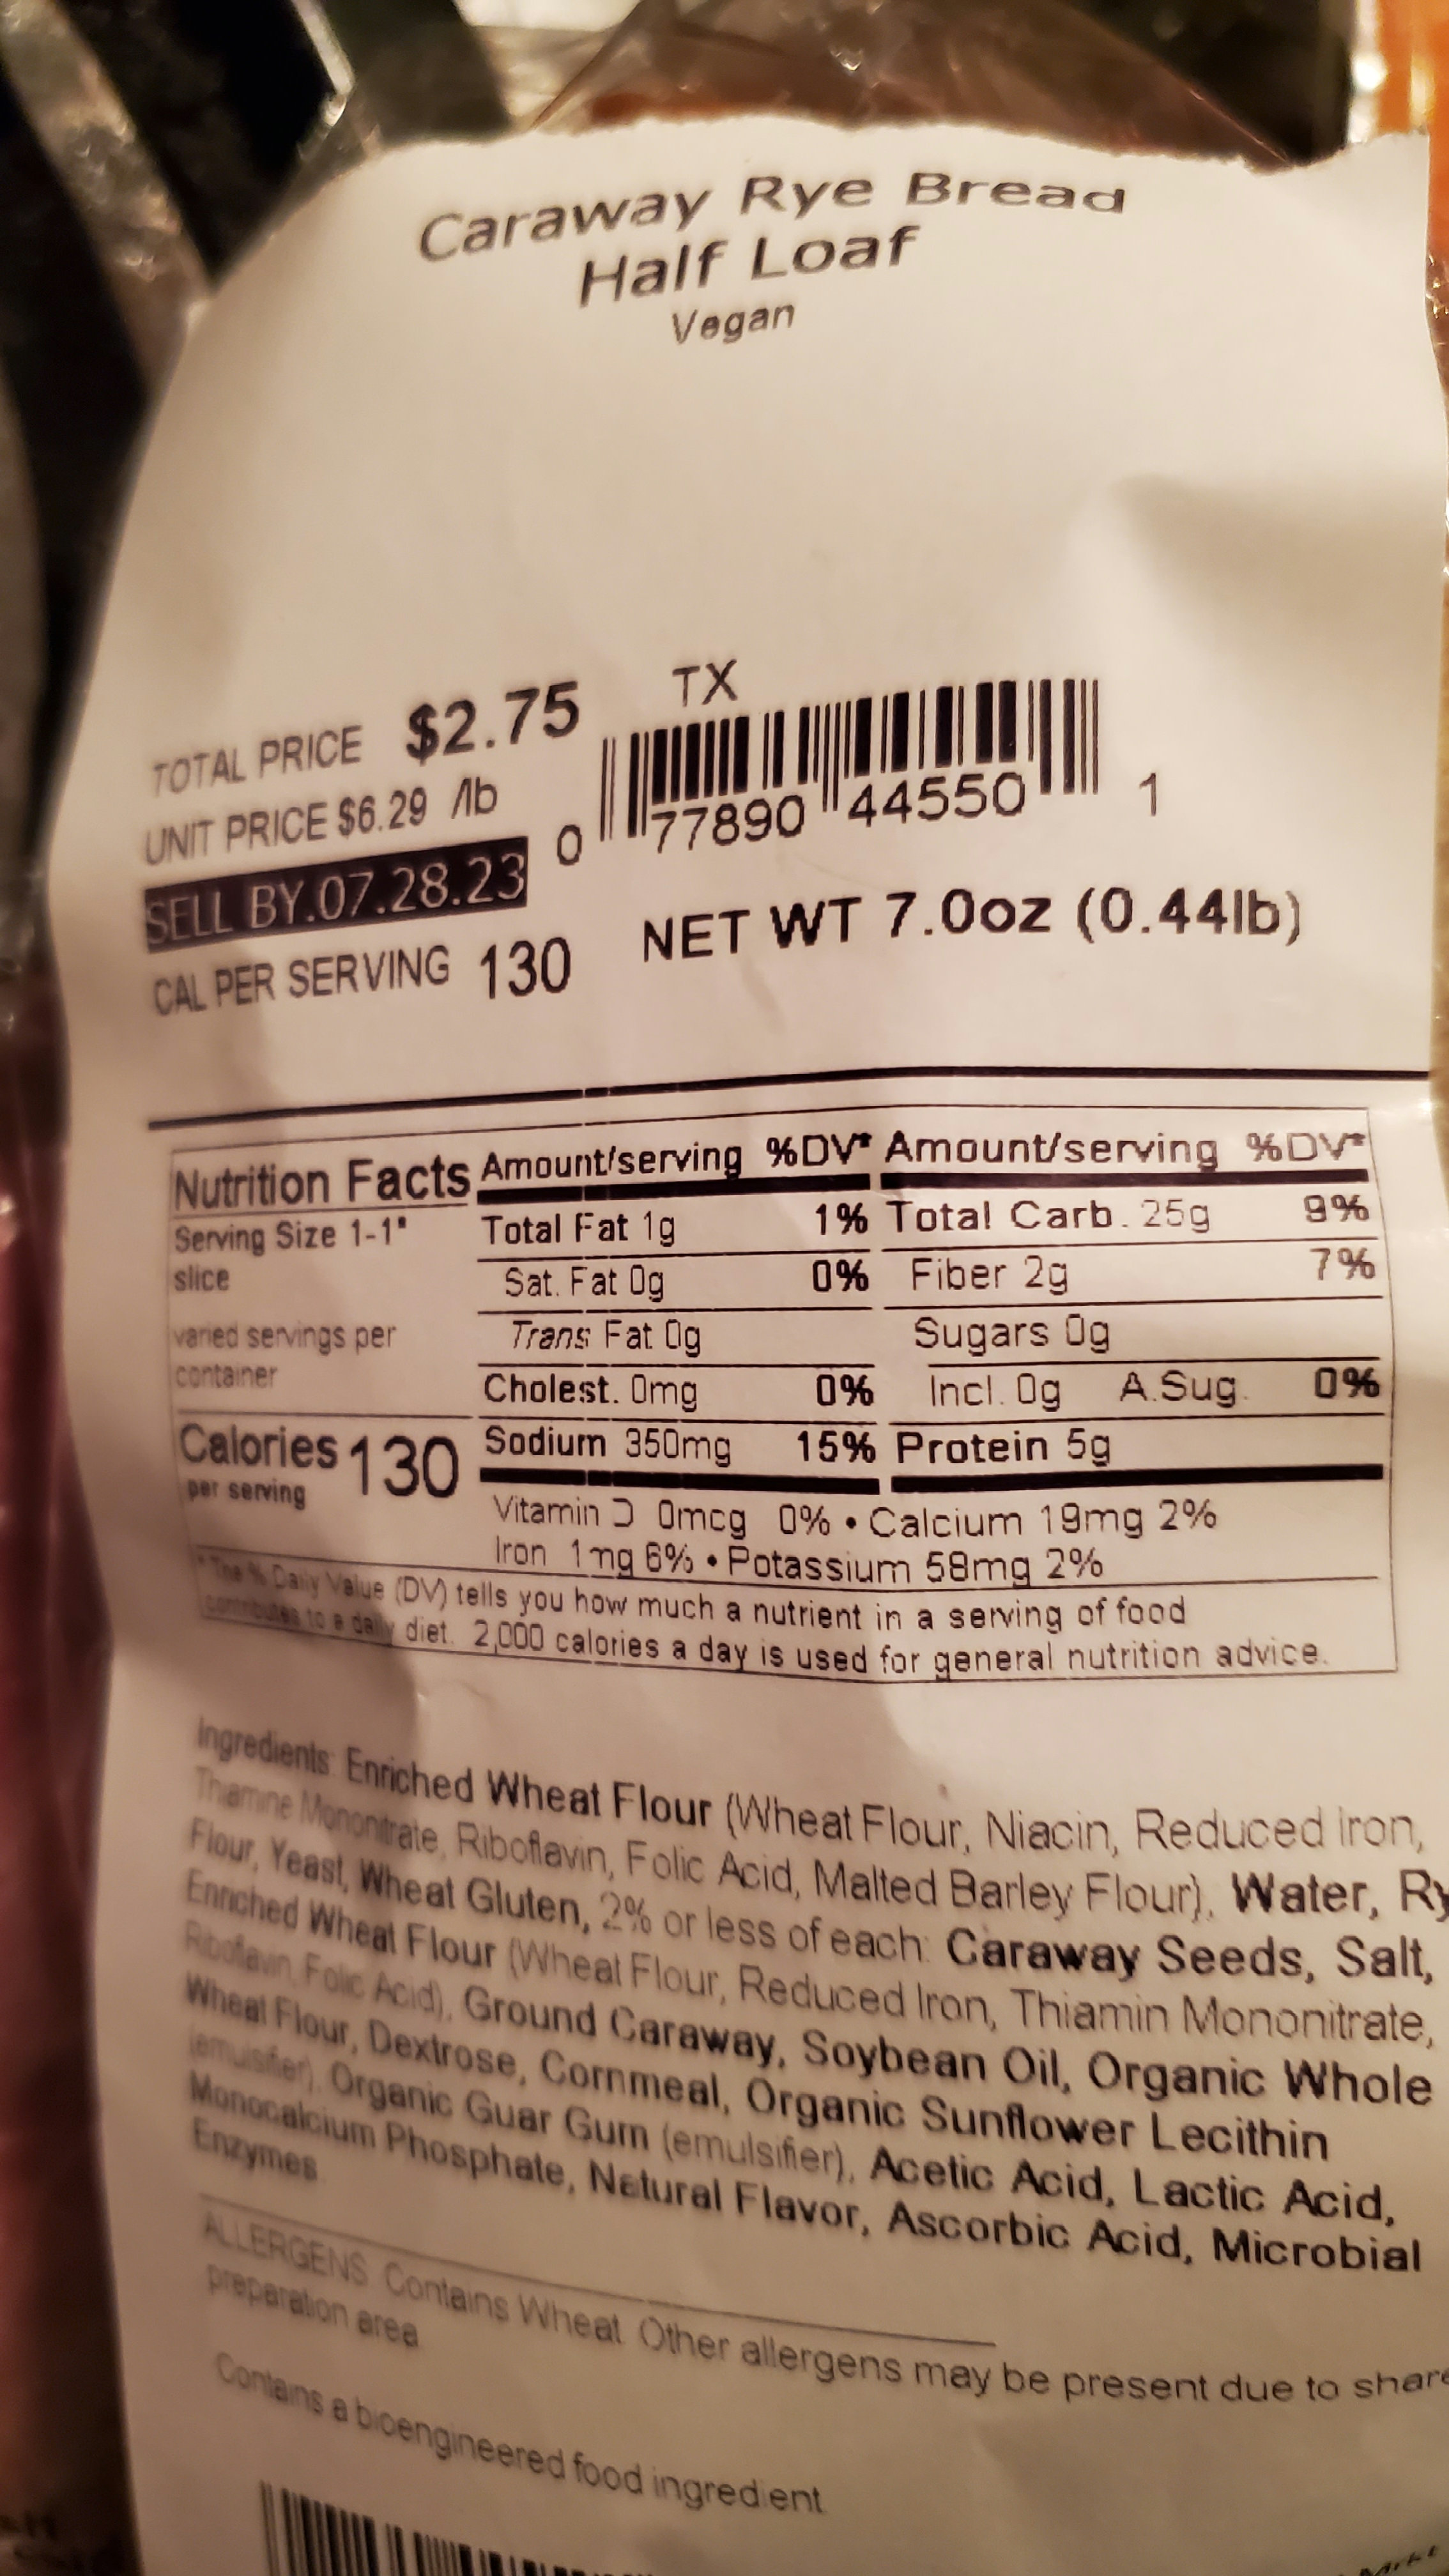 Caraway Rye Bread
Half Loaf
Vegan
TOTAL PRICE $2.75 TX
UNIT PRICE $6.29 /lb
0 77890 44550 1
SELL BY.07.28.23
CAL PER SERVING 130 NET WT 7.0oz (0.44lb)
Nutrition Facts
Serving Size 1-1"
slice
varied servings per
container
Calories 130
per serving
Amount/serving %DV* Amount/serving %DV*
Total Fat 1g 1% Total Carb. 25g 9%
Sat. Fat 0g 0% Fiber 2g 7%
Trans Fat 0g Sugars 0g
Cholest. 0mg 0% Incl. 0g A.Sug. 0%
Sodium 350mg 15% Protein 5g
Vitamin D 0mcg 0% • Calcium 19mg 2%
Iron 1mg 6% • Potassium 58mg 2%
* The % Daily Value (DV) tells you how much a nutrient in a serving of food
contributes to a daily diet. 2,000 calories a day is used for general nutrition advice.
Ingredients: Enriched Wheat Flour (Wheat Flour, Niacin, Reduced Iron,
Thiamine Mononitrate, Riboflavin, Folic Acid, Malted Barley Flour), Water, Ry
Flour, Yeast, Wheat Gluten, 2% or less of each: Caraway Seeds, Salt,
Enriched Wheat Flour (Wheat Flour, Reduced Iron, Thiamin Mononitrate,
Riboflavin, Folic Acid), Ground Caraway, Soybean Oil, Organic Whole
Wheat Flour, Dextrose, Cornmeal, Organic Sunflower Lecithin
(emulsifier), Organic Guar Gum (emulsifier), Acetic Acid, Lactic Acid,
Monocalcium Phosphate, Natural Flavor, Ascorbic Acid, Microbial
Enzymes
ALLERGENS Contains Wheat. Other allergens may be present due to share
preparation area
Contains a bioengineered food ingredient